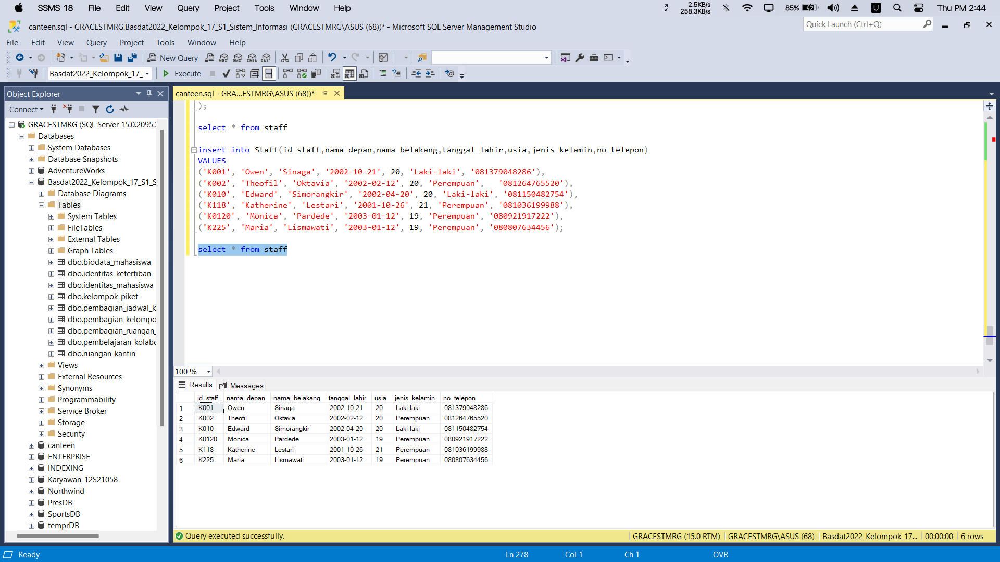 SSMS 18 File Edit View Query Project Tools Window Help 2.5KB/s 258.3KB/s 85% U Thu PM 2:44
canteen.sql - GRACESTMRG.Basdat2022_Kelompok_17_S1_Sistem_Informasi (GRACESTMRG\ASUS (68))* - Microsoft SQL Server Management Studio
Quick Launch (Ctrl+Q)
File Edit View Query Project Tools Window Help
New Query MDX DMX XMLA DAX
Basdat2022_Kelompok_17_ Execute
Object Explorer
Connect
GRACESTMRG (SQL Server 15.0.2095.3
Databases
System Databases
Database Snapshots
AdventureWorks
Basdat2022_Kelompok_17_S1_S
Database Diagrams
Tables
System Tables
FileTables
External Tables
Graph Tables
dbo.biodata_mahasiswa
dbo.identitas_ketertiban
dbo.identitas_mahasiswa
dbo.kelompok_piket
dbo.pembagian_jadwal_k
dbo.pembagian_kelompo
dbo.pembagian_ruangan_
dbo.pembelajaran_kolabo
dbo.ruangan_kantin
Views
External Resources
Synonyms
Programmability
Service Broker
Storage
Security
canteen
ENTERPRISE
INDEXING
Karyawan_12S21058
Northwind
PresDB
SportsDB
temprDB
canteen.sql - GRA...ESTMRG\ASUS (68))*
);
select * from staff
insert into Staff(id_staff,nama_depan,nama_belakang,tanggal_lahir,usia,jenis_kelamin,no_telepon)
VALUES
('K001', 'Owen', 'Sinaga', '2002-10-21', 20, 'Laki-laki', '081379048286'),
('K002', 'Theofil', 'Oktavia', '2002-02-12', 20, 'Perempuan',   '081264765520'),
('K010', 'Edward', 'Simorangkir', '2002-04-20', 20, 'Laki-laki', '081150482754'),
('K118', 'Katherine', 'Lestari', '2001-10-26', 21, 'Perempuan', '081036199988'),
('K0120', 'Monica', 'Pardede', '2003-01-12', 19, 'Perempuan', '080921917222'),
('K225', 'Maria', 'Lismawati', '2003-01-12', 19, 'Perempuan', '080807634456');
select * from staff
100 %
Results Messages
id_staff nama_depan nama_belakang tanggal_lahir usia jenis_kelamin no_telepon
1 K001 Owen Sinaga 2002-10-21 20 Laki-laki 081379048286
2 K002 Theofil Oktavia 2002-02-12 20 Perempuan 081264765520
3 K010 Edward Simorangkir 2002-04-20 20 Laki-laki 081150482754
4 K0120 Monica Pardede 2003-01-12 19 Perempuan 080921917222
5 K118 Katherine Lestari 2001-10-26 21 Perempuan 081036199988
6 K225 Maria Lismawati 2003-01-12 19 Perempuan 080807634456
Query executed successfully. GRACESTMRG (15.0 RTM) GRACESTMRG\ASUS (68) Basdat2022_Kelompok_17... 00:00:00 6 rows
Ready Ln 278 Col 1 Ch 1 OVR